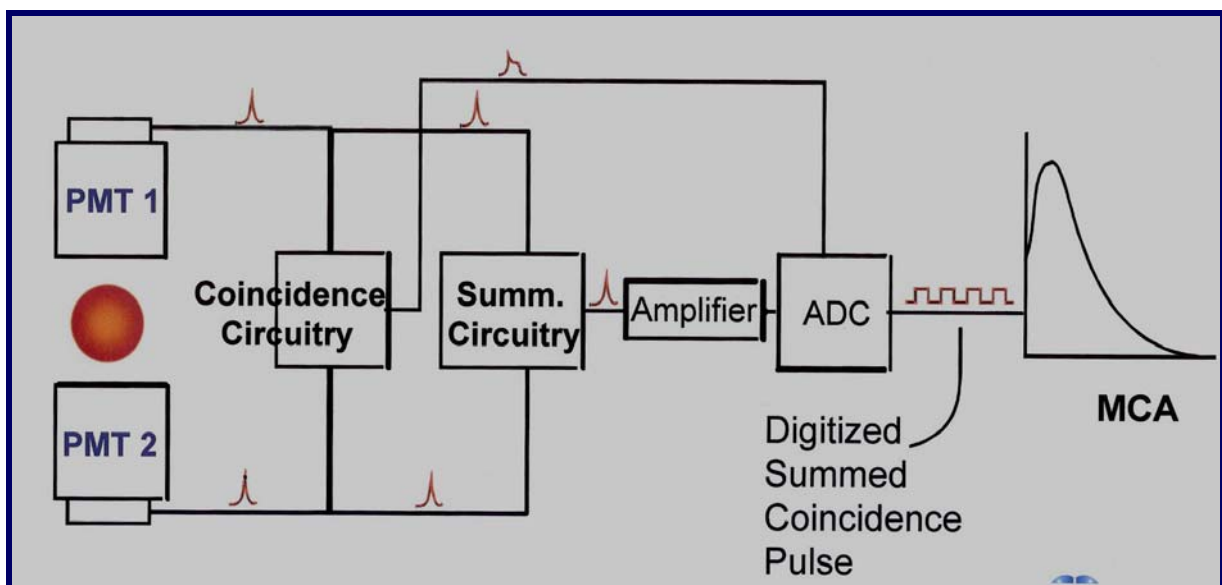 PMT 1
Coincidence
Circuitry
Summ.
Circuitry
Amplifier
ADC
PMT 2
MCA
Digitized
Summed
Coincidence
Pulse